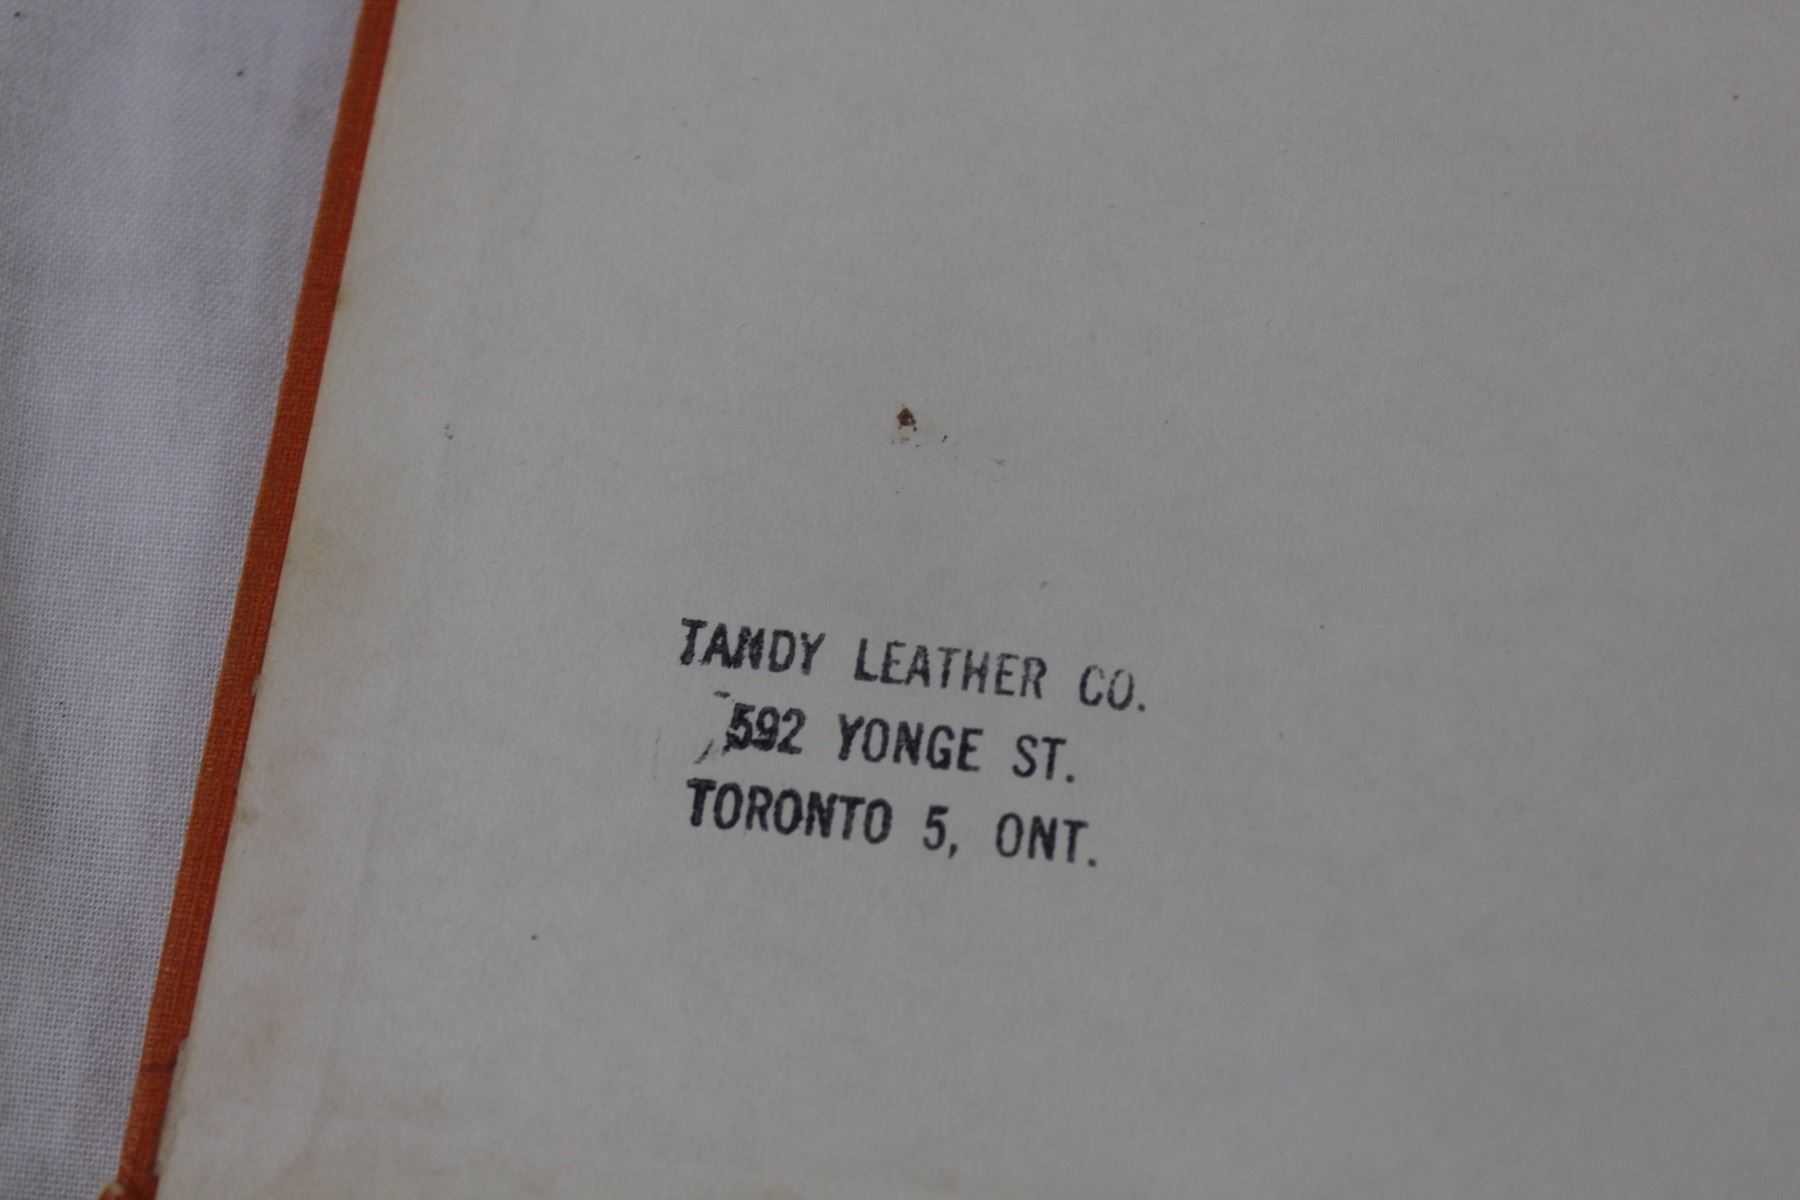 TANDY LEATHER CO.
592 YONGE ST.
TORONTO 5, ONT.